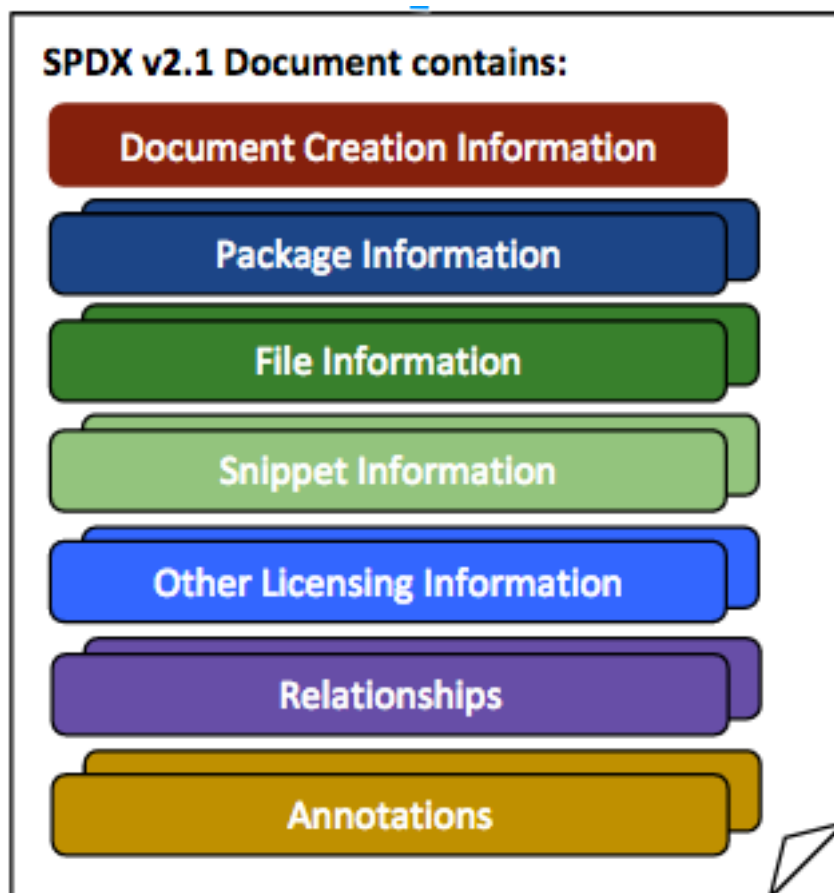 SPDX v2.1 Document contains:
Document Creation Information
Package Information
File Information
Snippet Information
Other Licensing Information
Relationships
Annotations